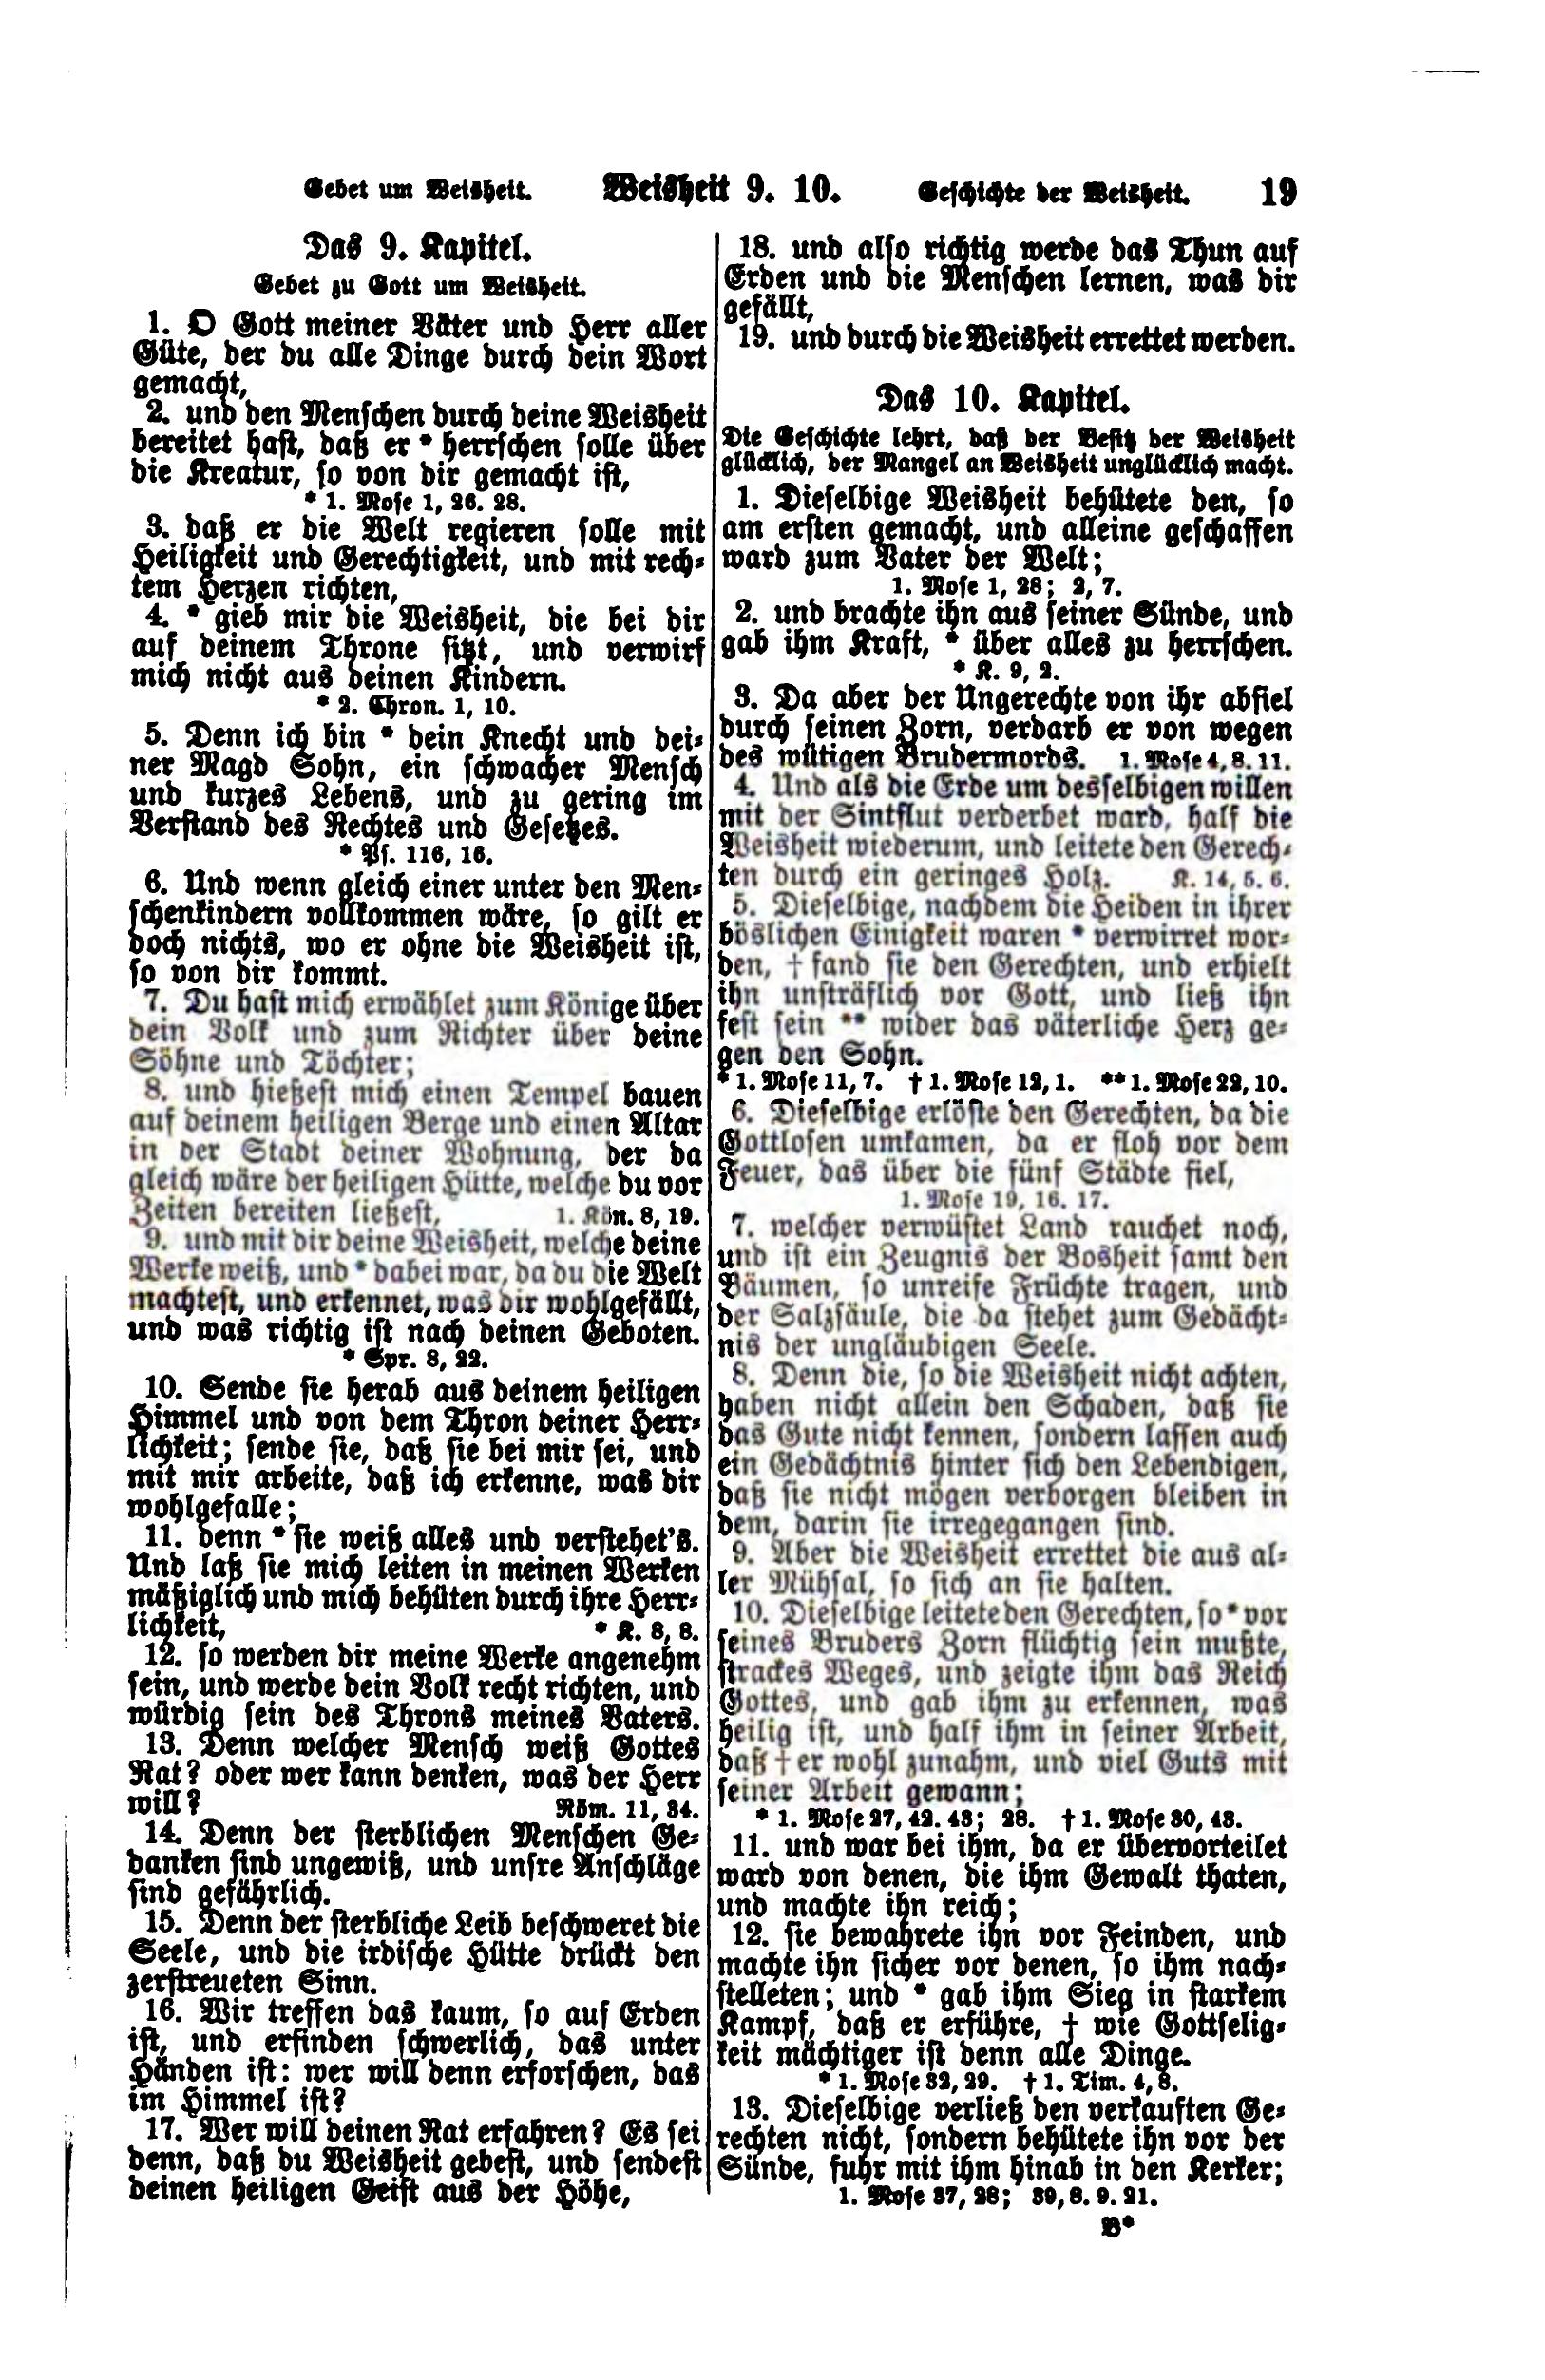 Gebet um Weisheit. Weisheit 9. 10. Geschichte der Weisheit. 19
Das 9. Kapitel.
Gebet zu Gott um Weisheit.
1. O Gott meiner Väter und Herr aller
Güte, der du alle Dinge durch dein Wort
gemacht,
2. und den Menschen durch deine Weisheit
bereitet hast, daß er * herrschen solle über
die Kreatur, so von dir gemacht ist,
* 1. Mose 1, 26. 28.
3. daß er die Welt regieren solle mit
Heiligkeit und Gerechtigkeit, und mit rech-
tem Herzen richten,
4. * gieb mir die Weisheit, die bei dir
auf deinem Throne sitzt, und verwirf
mich nicht aus deinen Kindern.
* 2. Chron. 1, 10.
5. Denn ich bin * dein Knecht und dei-
ner Magd Sohn, ein schwacher Mensch
und kurzes Lebens, und zu gering im
Verstand des Rechtes und Gesetzes.
* Ps. 116, 16.
6. Und wenn gleich einer unter den Men-
schenkindern vollkommen wäre, so gilt er
doch nichts, wo er ohne die Weisheit ist,
so von dir kommt.
7. Du hast mich erwählet zum Könige über
dein Volk und zum Richter über deine
Söhne und Töchter;
8. und hießest mich einen Tempel bauen
auf deinem heiligen Berge und einen Altar
in der Stadt deiner Wohnung, der da
gleich wäre der heiligen Hütte, welche du vor
Zeiten bereiten ließest, 1. Kön. 8, 19.
9. und mit dir deine Weisheit, welche deine
Werke weiß, und * dabei war, da du die Welt
machtest, und erkennet, was dir wohlgefällt,
und was richtig ist nach deinen Geboten.
* Spr. 8, 22.
10. Sende sie herab aus deinem heiligen
Himmel und von dem Thron deiner Herr-
lichkeit; sende sie, daß sie bei mir sei, und
mit mir arbeite, daß ich erkenne, was dir
wohlgefalle;
11. denn * sie weiß alles und verstehet's.
Und laß sie mich leiten in meinen Werken
mäßiglich und mich behüten durch ihre Herr-
lichkeit, * K. 8, 8.
12. so werden dir meine Werke angenehm
sein, und werde dein Volk recht richten, und
würdig sein des Throns meines Vaters.
13. Denn welcher Mensch weiß Gottes
Rat? oder wer kann denken, was der Herr
will? Röm. 11, 34.
14. Denn der sterblichen Menschen Ge-
danken sind ungewiß, und unsre Anschläge
sind gefährlich.
15. Denn der sterbliche Leib beschweret die
Seele, und die irdische Hütte drückt den
zerstreueten Sinn.
16. Wir treffen das kaum, so auf Erden
ist, und erfinden schwerlich, das unter
Händen ist: wer will denn erforschen, das
im Himmel ist?
17. Wer will deinen Rat erfahren? Es sei
denn, daß du Weisheit gebest, und sendest
deinen heiligen Geist aus der Höhe,
18. und also richtig werde das Thun auf
Erden und die Menschen lernen, was dir
gefällt,
19. und durch die Weisheit errettet werden.
Das 10. Kapitel.
Die Geschichte lehrt, daß der Besitz der Weisheit
glücklich, der Mangel an Weisheit unglücklich macht.
1. Dieselbige Weisheit behütete den, so
am ersten gemacht, und alleine geschaffen
ward zum Vater der Welt;
1. Mose 1, 28; 2, 7.
2. und brachte ihn aus seiner Sünde, und
gab ihm Kraft, * über alles zu herrschen.
* K. 9, 2.
3. Da aber der Ungerechte von ihr abfiel
durch seinen Zorn, verdarb er von wegen
des wütigen Brudermords. 1. Mose 4, 8. 11.
4. Und als die Erde um desselbigen willen
mit der Sintflut verderbet ward, half die
Weisheit wiederum, und leitete den Gerech-
ten durch ein geringes Holz. K. 14, 5. 6.
5. Dieselbige, nachdem die Heiden in ihrer
böslichen Einigkeit waren * verwirret wor-
den, † fand sie den Gerechten, und erhielt
ihn unsträflich vor Gott, und ließ ihn
fest sein ** wider das väterliche Herz ge-
gen den Sohn.
* 1. Mose 11, 7. † 1. Mose 12, 1. ** 1. Mose 22, 10.
6. Dieselbige erlöste den Gerechten, da die
Gottlosen umkamen, da er floh vor dem
Feuer, das über die fünf Städte fiel,
1. Mose 19, 16. 17.
7. welcher verwüstet Land rauchet noch,
und ist ein Zeugnis der Bosheit samt den
Bäumen, so unreife Früchte tragen, und
der Salzsäule, die da stehet zum Gedächt-
nis der ungläubigen Seele.
8. Denn die, so die Weisheit nicht achten,
haben nicht allein den Schaden, daß sie
das Gute nicht kennen, sondern lassen auch
ein Gedächtnis hinter sich den Lebendigen,
daß sie nicht mögen verborgen bleiben in
dem, darin sie irregegangen sind.
9. Aber die Weisheit errettet die aus al-
ler Mühsal, so sich an sie halten.
10. Dieselbige leitete den Gerechten, so * vor
seines Bruders Zorn flüchtig sein mußte,
strackes Weges, und zeigte ihm das Reich
Gottes, und gab ihm zu erkennen, was
heilig ist, und half ihm in seiner Arbeit,
daß † er wohl zunahm, und viel Guts mit
seiner Arbeit gewann;
* 1. Mose 27, 42. 43; 28. † 1. Mose 30, 43.
11. und war bei ihm, da er übervorteilet
ward von denen, die ihm Gewalt thaten,
und machte ihn reich;
12. sie bewahrete ihn vor Feinden, und
machte ihn sicher vor denen, so ihm nach-
stelleten; und * gab ihm Sieg in starkem
Kampf, daß er erführe, † wie Gottselig-
keit mächtiger ist denn alle Dinge.
* 1. Mose 32, 29. † 1. Tim. 4, 8.
13. Dieselbige verließ den verkauften Ge-
rechten nicht, sondern behütete ihn vor der
Sünde, fuhr mit ihm hinab in den Kerker;
1. Mose 37, 28; 39, 8. 9. 21.
B*